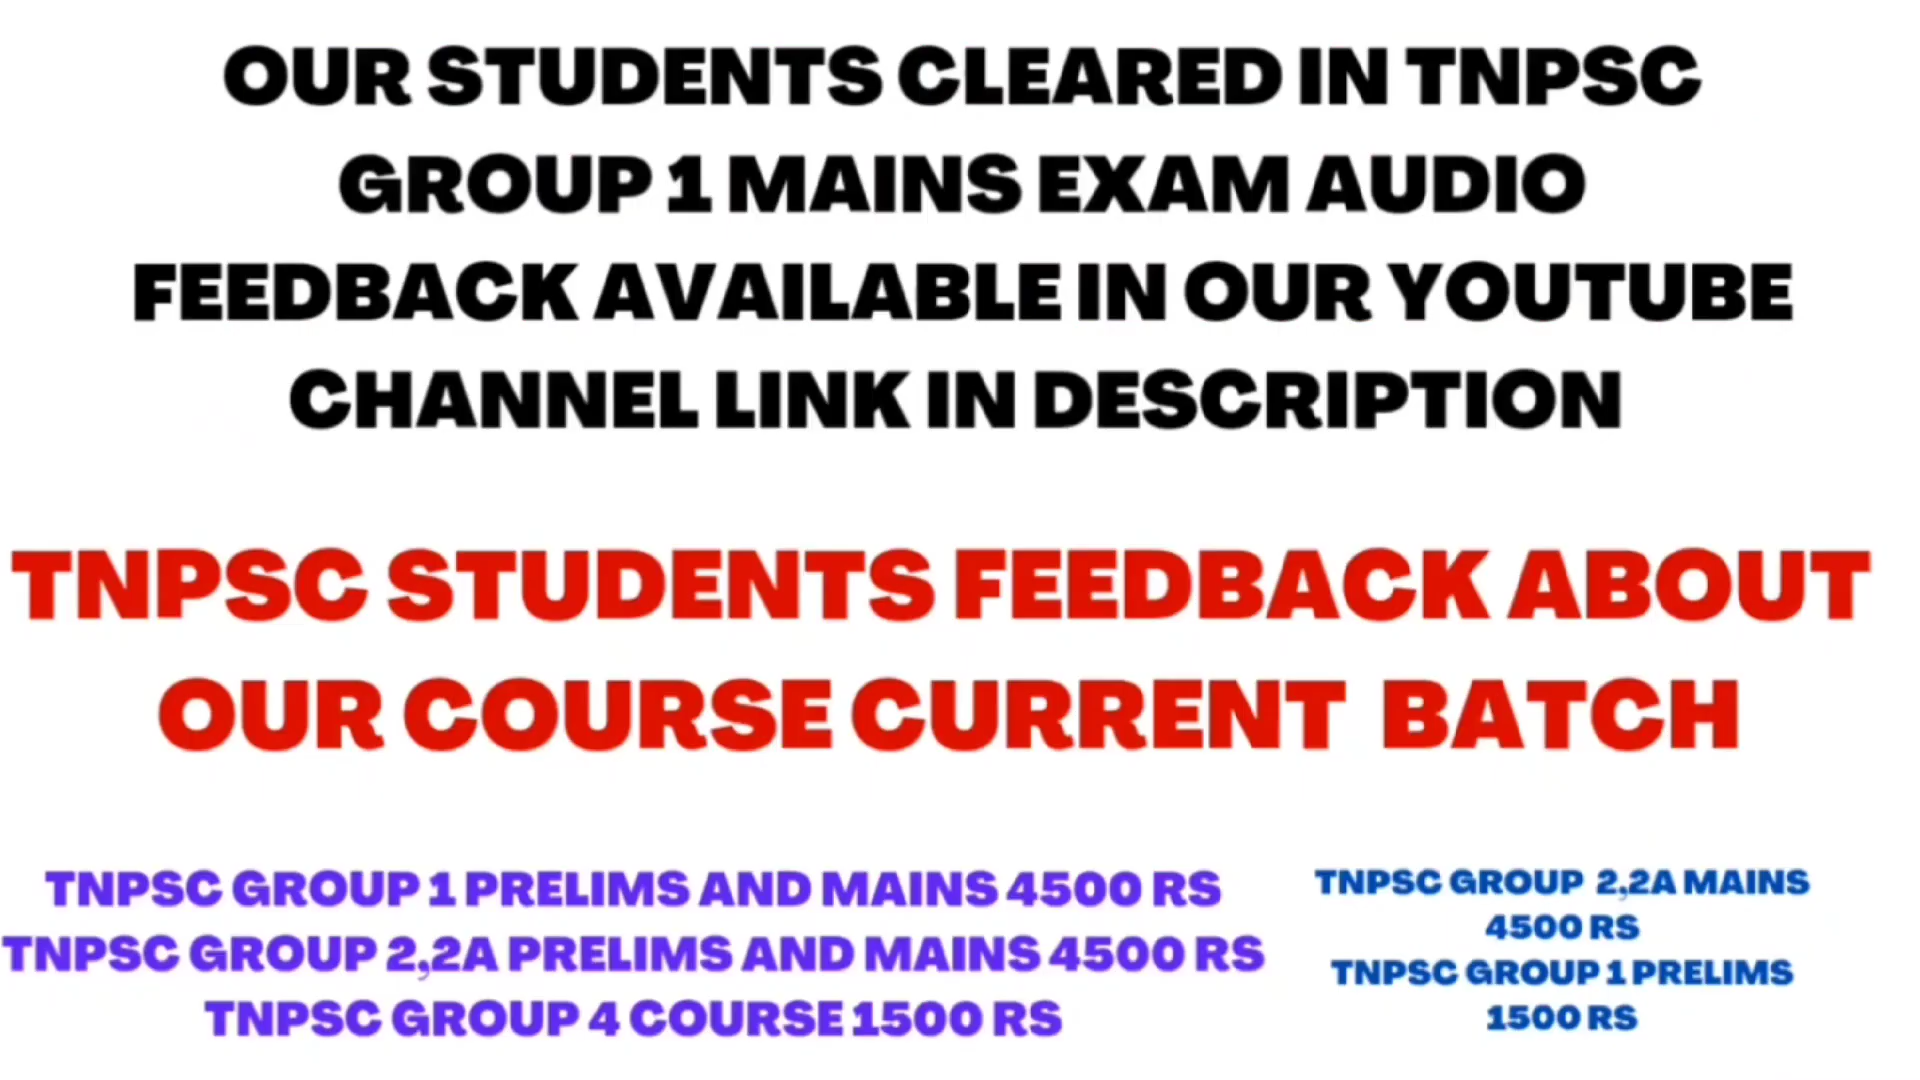 OUR STUDENTS CLEARED IN TNPSC
GROUP 1 MAINS EXAM AUDIO
FEEDBACK AVAILABLE IN OUR YOUTUBE
CHANNEL LINK IN DESCRIPTION
TNPSC STUDENTS FEEDBACK ABOUT
OUR COURSE CURRENT BATCH
TNPSC GROUP 1 PRELIMS AND MAINS 4500 RS
TNPSC GROUP 2,2A PRELIMS AND MAINS 4500 RS
TNPSC GROUP 4 COURSE 1500 RS
TNPSC GROUP 2,2A MAINS
4500 RS
TNPSC GROUP 1 PRELIMS
1500 RS